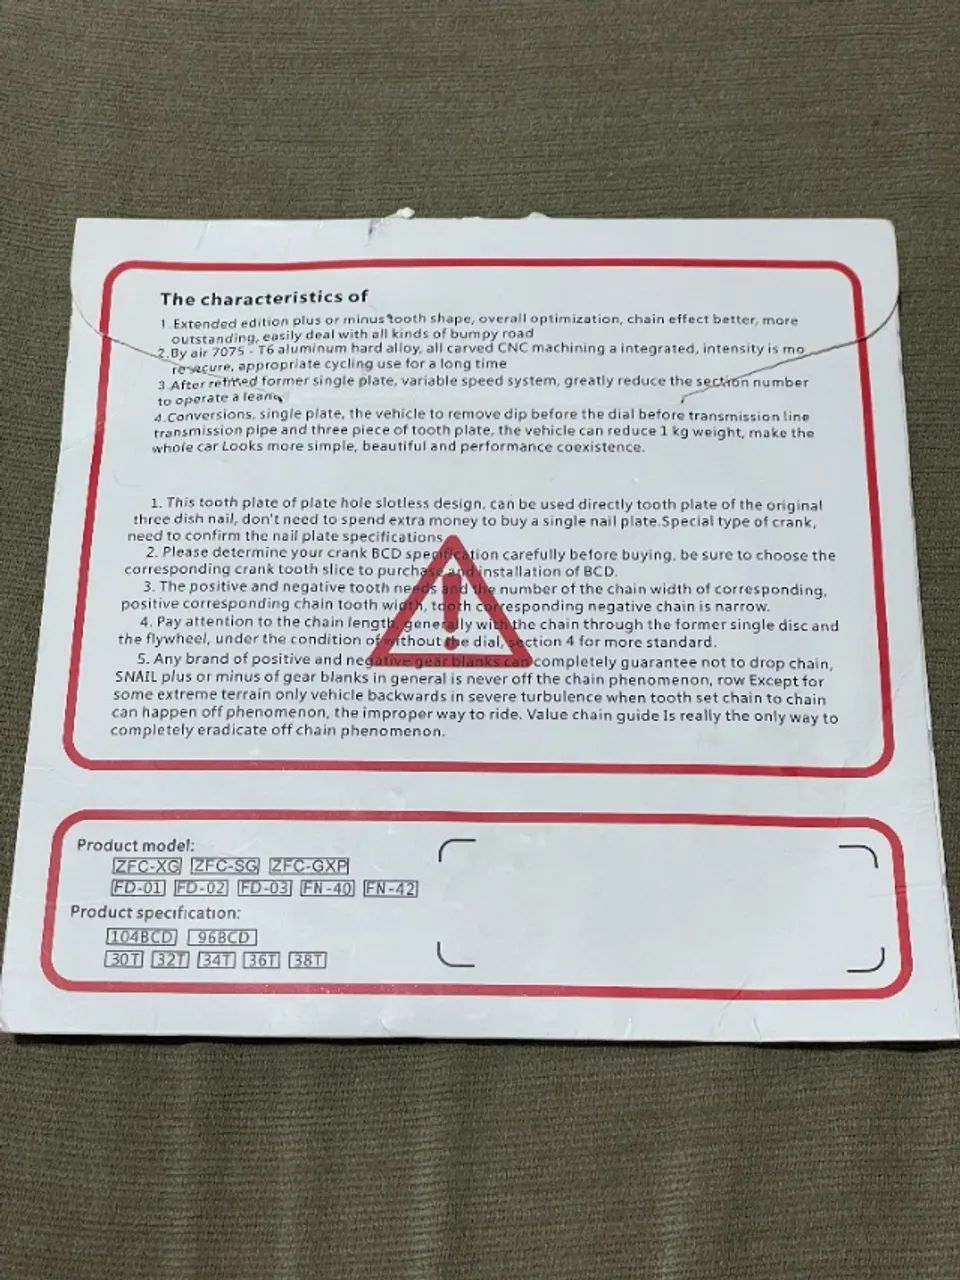 The characteristics of
1.Extended edition plus or minus tooth shape, overall optimization, chain effect better, more
outstanding, easily deal with all kinds of bumpy road
2.By air 7075 - T6 aluminum hard alloy, all carved CNC machining a integrated, intensity is mo
re secure, appropriate cycling use for a long time
3.After refitted former single plate, variable speed system, greatly reduce the section number
to operate a
4.Conversions, single plate, the vehicle to remove dip before the dial before transmission line
transmission pipe and three piece of tooth plate, the vehicle can reduce 1 kg weight, make the
whole car Looks more simple, beautiful and performance coexistence.
1. This tooth plate of plate hole slotless design, can be used directly tooth plate of the original
three dish nail, don't need to spend extra money to buy a single nail plate.Special type of crank,
need to confirm the nail plate specifications
2. Please determine your crank BCD specification carefully before buying, be sure to choose the
corresponding crank tooth slice to purchase and installation of BCD.
3. The positive and negative tooth needs and the number of the chain width of corresponding,
positive corresponding chain tooth width, tooth corresponding negative chain is narrow.
4. Pay attention to the chain length, generally with the chain through the former single disc and
the flywheel, under the condition of without the dial, section 4 for more standard.
5. Any brand of positive and negative gear blanks can completely guarantee not to drop chain,
SNAIL plus or minus of gear blanks in general is never off the chain phenomenon, row Except for
some extreme terrain only vehicle backwards in severe turbulence when tooth set chain to chain
can happen off phenomenon, the improper way to ride. Value chain guide Is really the only way to
completely eradicate off chain phenomenon.
Product model:
ZFC-XG ZFC-SG ZFC-GXP
FD-01 FD-02 FD-03 FN-40 FN-42
Product specification:
104BCD 96BCD
30T 32T 34T 36T 38T